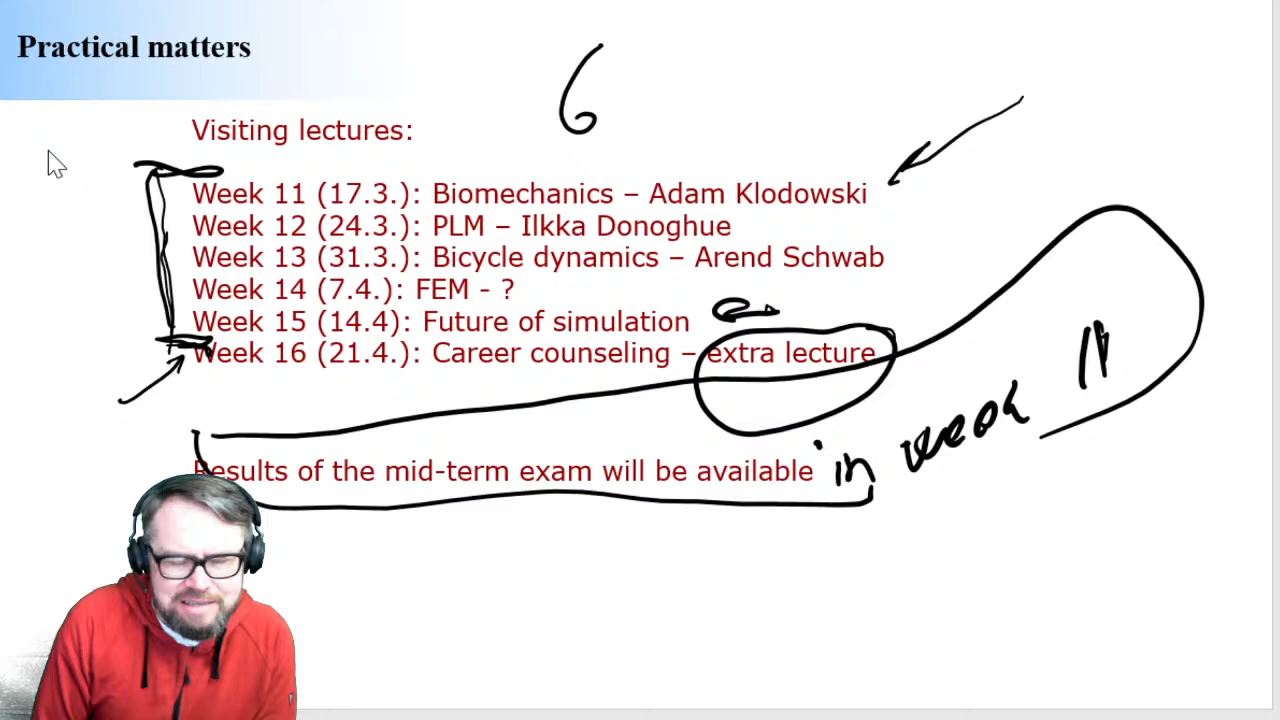 Practical matters
6
Visiting lectures:
Week 11 (17.3.): Biomechanics – Adam Klodowski
Week 12 (24.3.): PLM – Ilkka Donoghue
Week 13 (31.3.): Bicycle dynamics – Arend Schwab
Week 14 (7.4.): FEM - ?
Week 15 (14.4): Future of simulation
Week 16 (21.4.): Career counseling – extra lecture
Results of the mid-term exam will be available in week 11